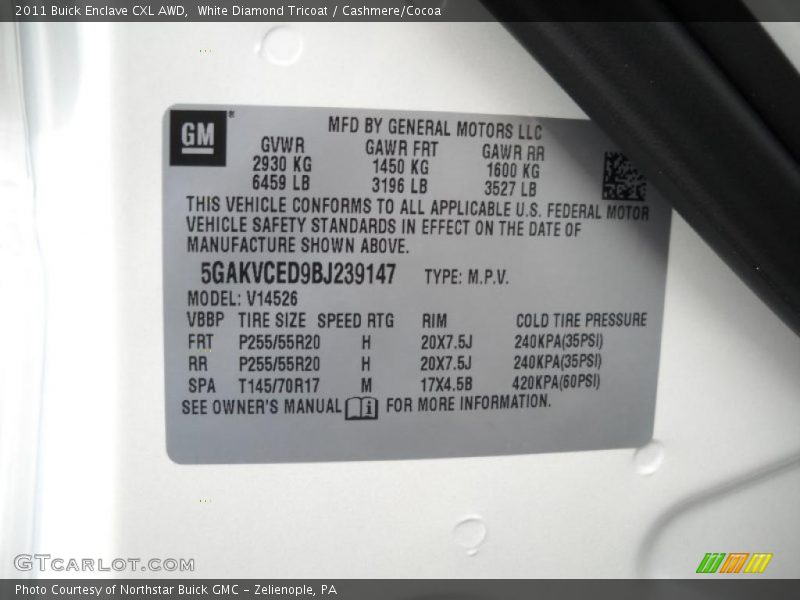 2011 Buick Enclave CXL AWD,  White Diamond Tricoat / Cashmere/Cocoa
GM ®
MFD BY GENERAL MOTORS LLC
GVWR GAWR FRT GAWR RR
2930 KG 1450 KG 1600 KG
6459 LB 3196 LB 3527 LB
THIS VEHICLE CONFORMS TO ALL APPLICABLE U.S. FEDERAL MOTOR
VEHICLE SAFETY STANDARDS IN EFFECT ON THE DATE OF
MANUFACTURE SHOWN ABOVE.
5GAKVCED9BJ239147 TYPE: M.P.V.
MODEL: V14526
VBBP TIRE SIZE SPEED RTG RIM COLD TIRE PRESSURE
FRT P255/55R20 H 20X7.5J 240KPA(35PSI)
RR P255/55R20 H 20X7.5J 240KPA(35PSI)
SPA T145/70R17 M 17X4.5B 420KPA(60PSI)
SEE OWNER'S MANUAL i FOR MORE INFORMATION.
GTCARLOT.COM
Photo Courtesy of Northstar Buick GMC - Zelienople, PA